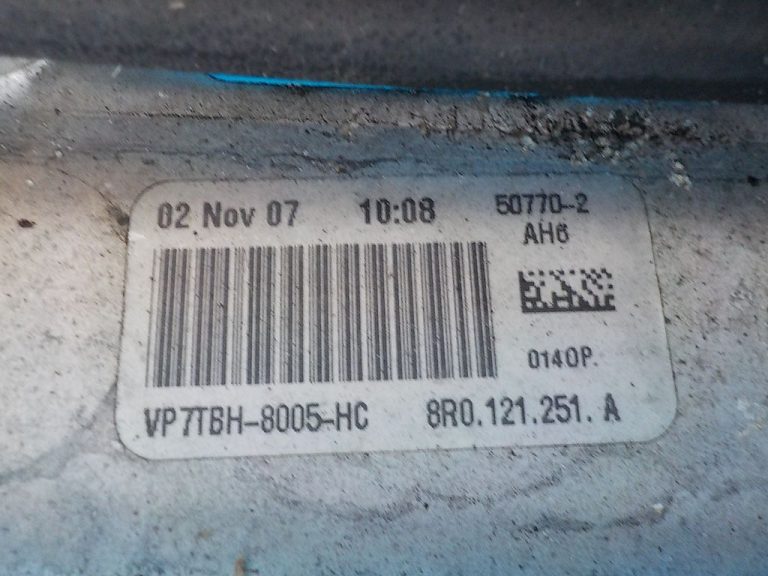 02 Nov 07 10:08 50770-2
AH6
0140P.
VP7TBH-8005-HC 8R0.121.251. A